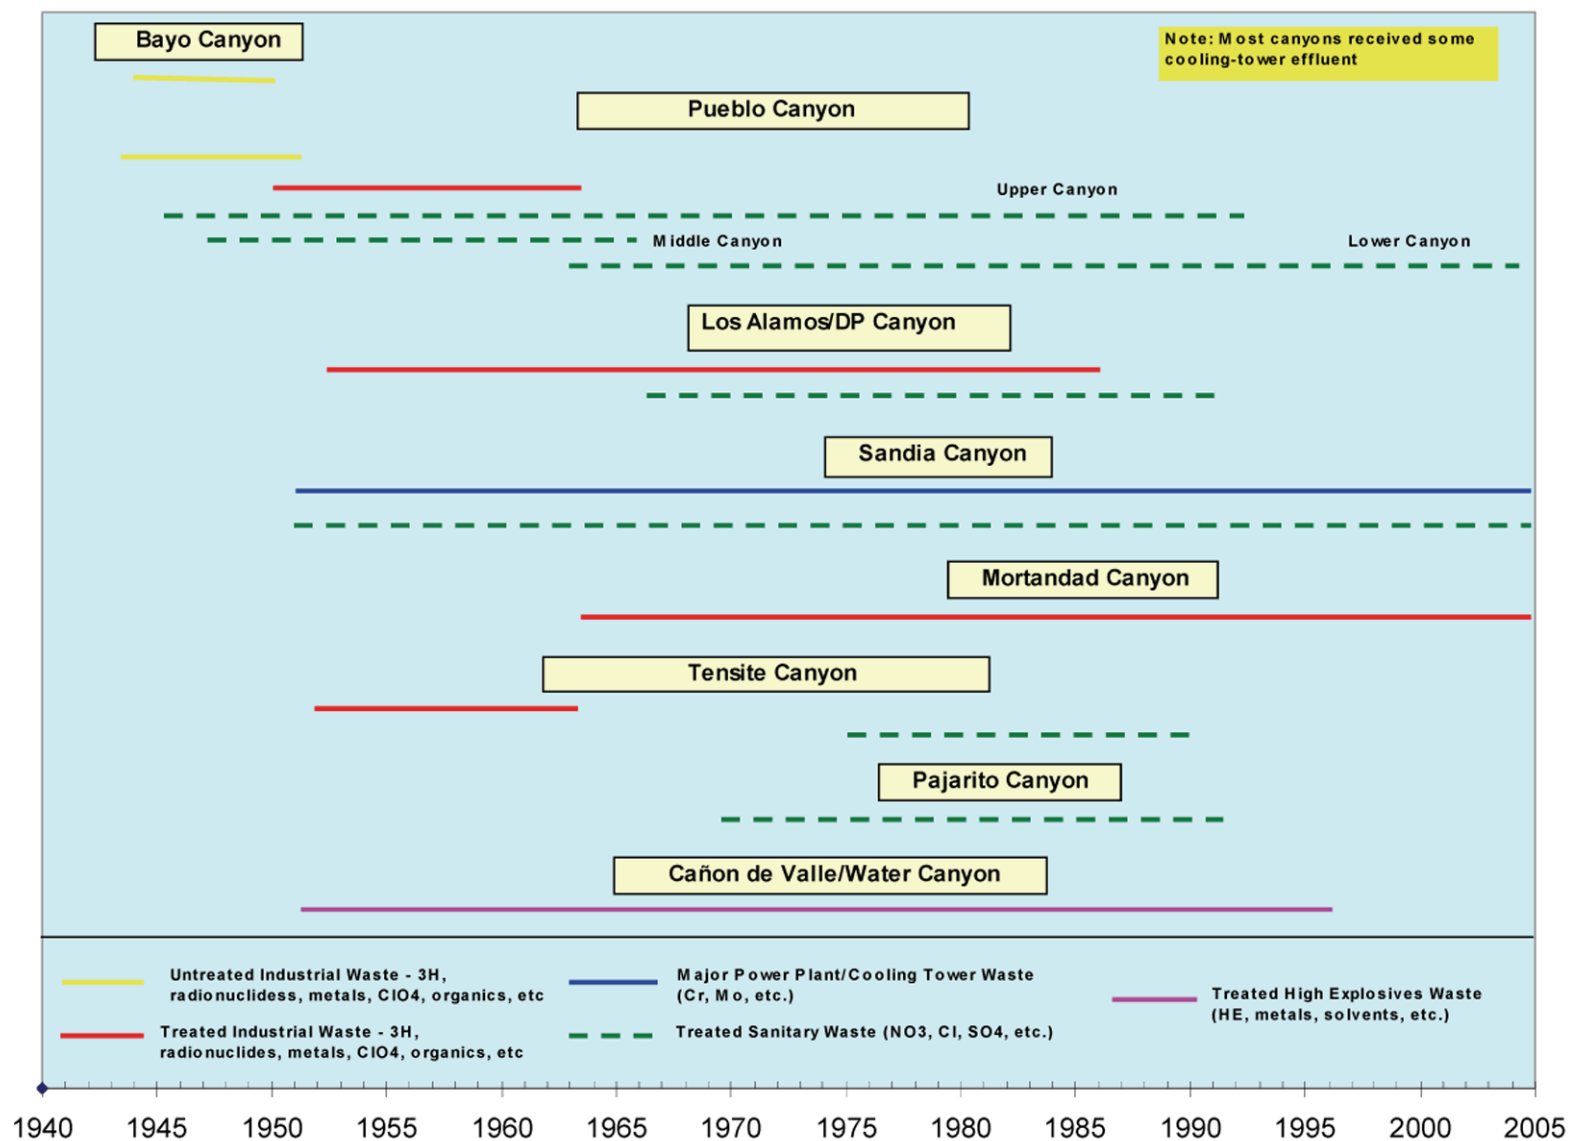 Bayo Canyon
Note: Most canyons received some
cooling-tower effluent
Pueblo Canyon
Upper Canyon
Middle Canyon
Lower Canyon
Los Alamos/DP Canyon
Sandia Canyon
Mortandad Canyon
Tensite Canyon
Pajarito Canyon
Cañon de Valle/Water Canyon
Untreated Industrial Waste - 3H,
radionuclidess, metals, ClO4, organics, etc
Treated Industrial Waste - 3H,
radionuclides, metals, ClO4, organics, etc
Major Power Plant/Cooling Tower Waste
(Cr, Mo, etc.)
Treated Sanitary Waste (NO3, Cl, SO4, etc.)
Treated High Explosives Waste
(HE, metals, solvents, etc.)
1940 1945 1950 1955 1960 1965 1970 1975 1980 1985 1990 1995 2000 2005